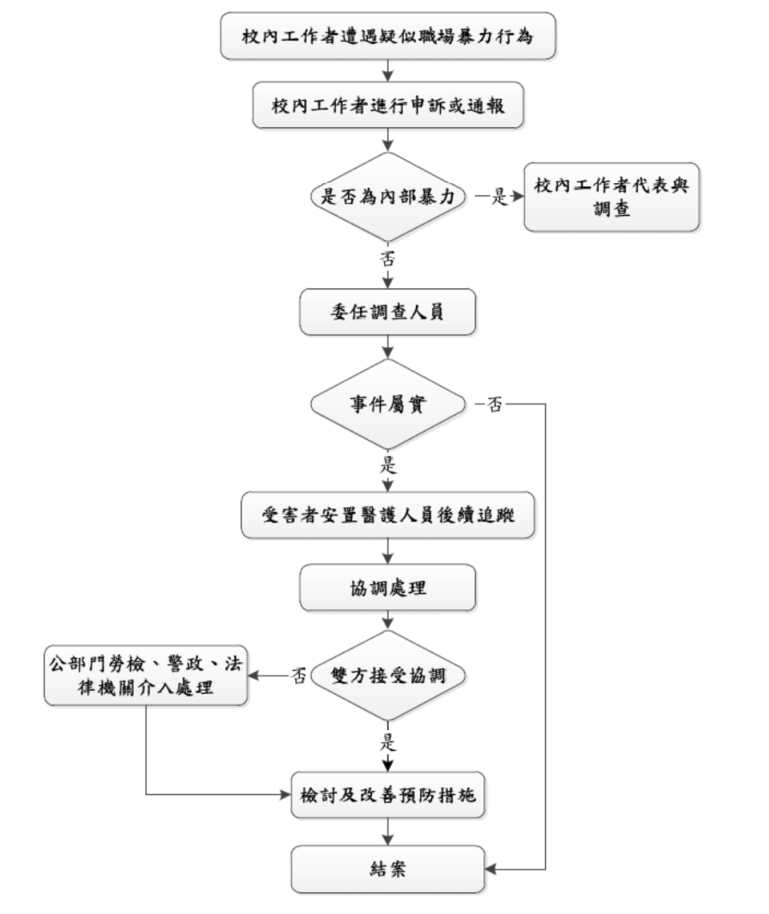 校內工作者遭遇疑似職場暴力行為
校內工作者進行申訴或通報
是否為內部暴力
是
校內工作者代表與
調查
否
委任調查人員
事件屬實
否
是
受害者安置醫護人員後續追蹤
協調處理
雙方接受協調
否
公部門勞檢、警政、法
律機關介入處理
是
檢討及改善預防措施
結案